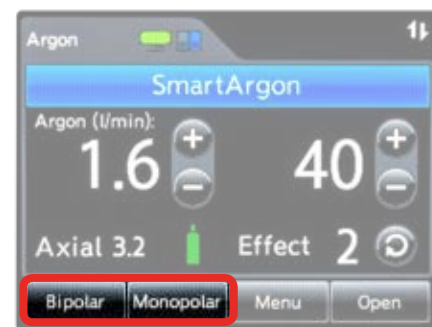 Argon
SmartArgon
Argon (l/min):
1.6 + - 40 + -
Axial 3.2 Effect 2
Bipolar Monopolar Menu Open